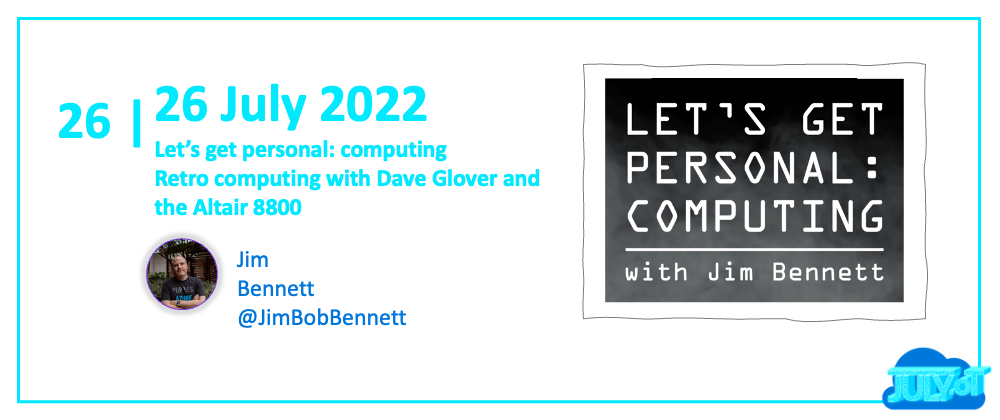 26 |
26 July 2022
Let’s get personal: computing
Retro computing with Dave Glover and
the Altair 8800
Jim
Bennett
@JimBobBennett
LET'S GET
PERSONAL:
COMPUTING
with Jim Bennett
JULYoT